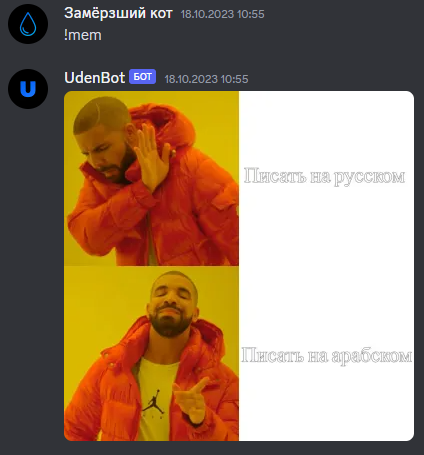 Замёрзший кот 18.10.2023 10:55
!mem
UdenBot БОТ 18.10.2023 10:55
Писать на русском
Писать на арабском